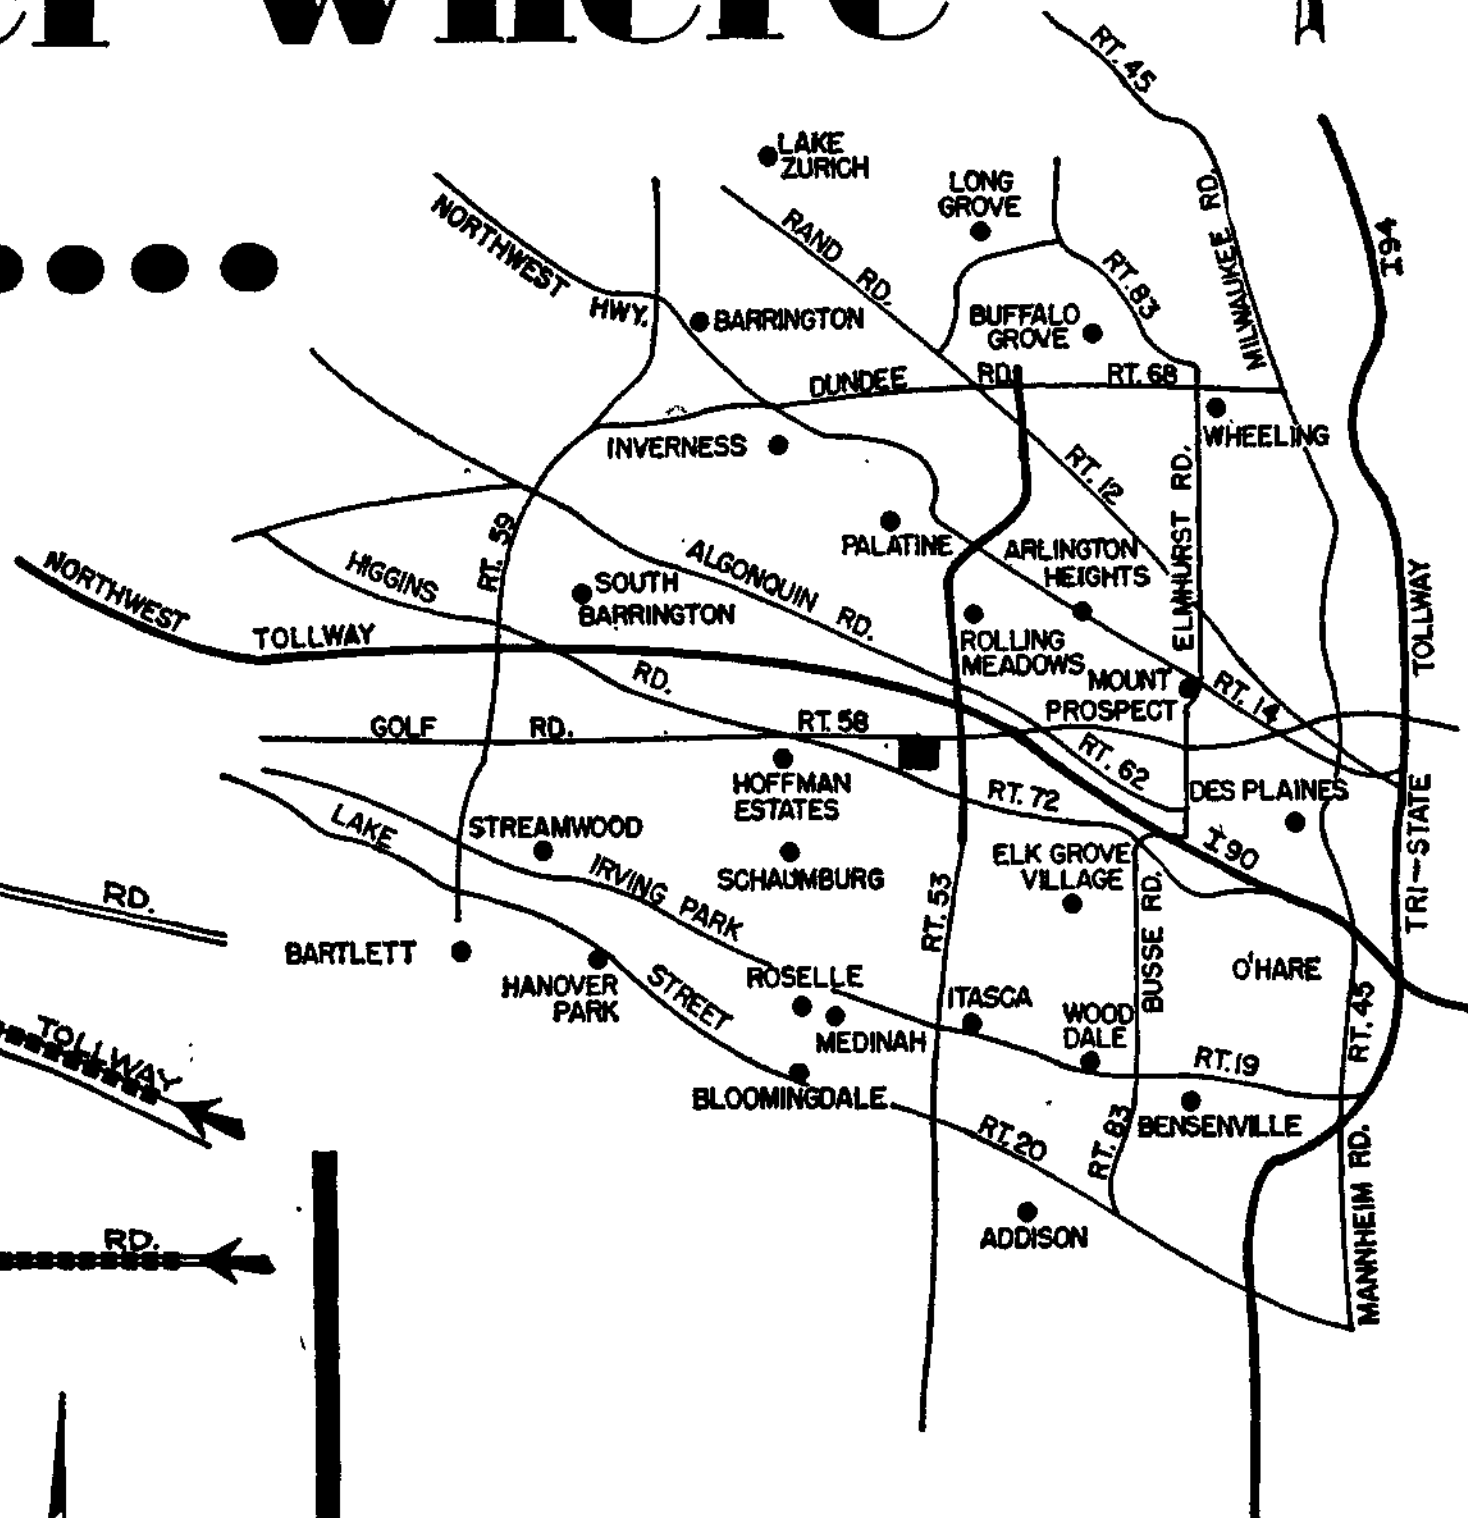 er where
RT. 45
LAKE
ZURICH
LONG
GROVE
MILWAUKEE RD.
I94
NORTHWEST
HWY.
RAND RD.
RT. 83
BARRINGTON
BUFFALO
GROVE
DUNDEE
RD.
RT. 68
INVERNESS
WHEELING
RT. 12
ELMHURST RD.
RT. 59
PALATINE
ARLINGTON
HEIGHTS
NORTHWEST
TOLLWAY
HIGGINS
RD.
SOUTH
BARRINGTON
ALGONQUIN RD.
ROLLING
MEADOWS
MOUNT
PROSPECT
RT. 14
TOLLWAY
GOLF RD.
RT. 58
RT. 62
HOFFMAN
ESTATES
RT. 72
DES PLAINES
TRI-STATE
LAKE
STREET
STREAMWOOD
IRVING PARK
SCHAUMBURG
ELK GROVE
VILLAGE
I90
RD.
RT. 53
BUSSE RD.
BARTLETT
HANOVER
PARK
ROSELLE
MEDINAH
ITASCA
WOOD
DALE
O'HARE
RT. 45
TOLLWAY
RT. 19
BLOOMINGDALE
RT. 20
RT. 83
BENSENVILLE
MANNHEIM RD.
ADDISON
RD.